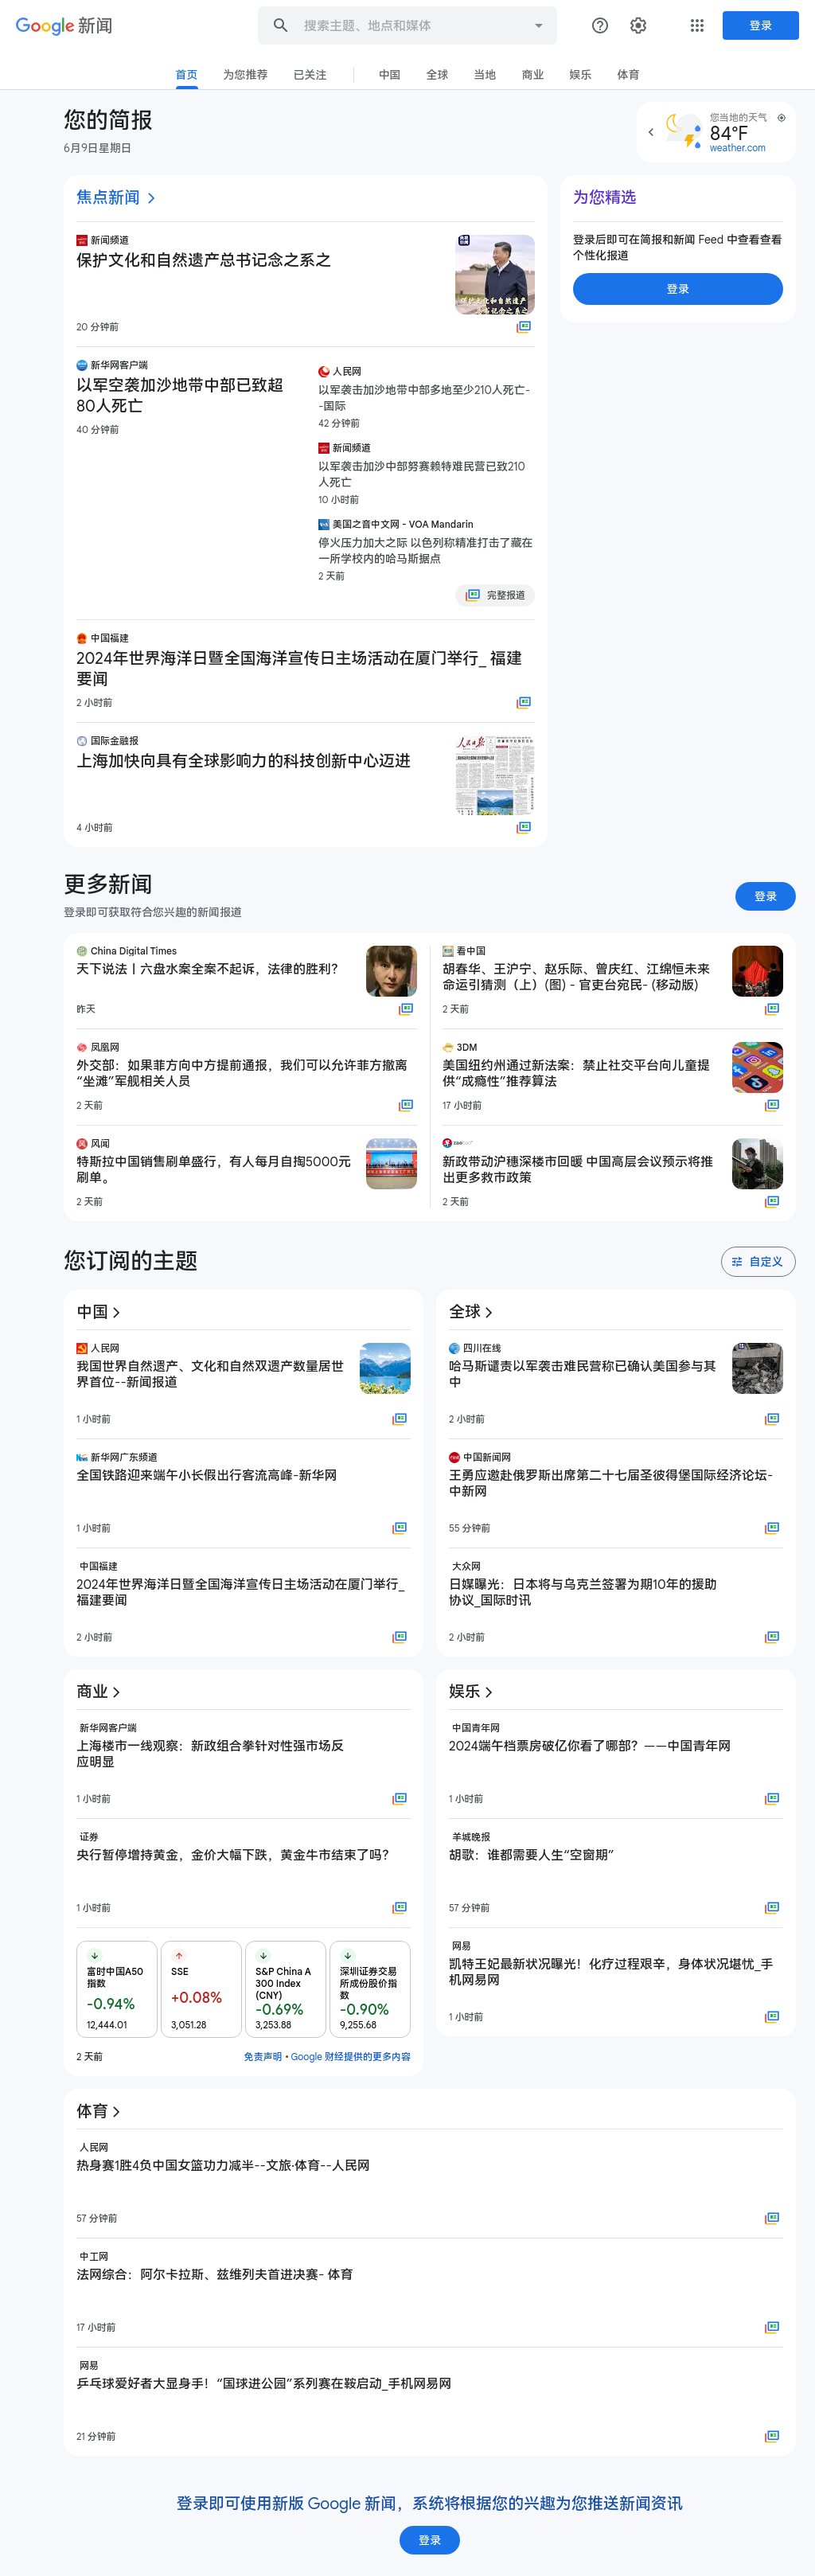 Google 新闻
搜索主题、地点和媒体
登录
首页
为您推荐
已关注
中国
全球
当地
商业
娱乐
体育
您的简报
6月9日星期日
您当地的天气
84°F
weather.com
焦点新闻
新闻频道
保护文化和自然遗产总书记念之系之
20 分钟前
新华网客户端
以军空袭加沙地带中部已致超
80人死亡
40 分钟前
人民网
以军袭击加沙地带中部多地至少210人死亡-
-国际
42 分钟前
新闻频道
以军袭击加沙中部努赛赖特难民营已致210
人死亡
10 小时前
美国之音中文网 - VOA Mandarin
停火压力加大之际 以色列称精准打击了藏在
一所学校内的哈马斯据点
2 天前
完整报道
中国福建
2024年世界海洋日暨全国海洋宣传日主场活动在厦门举行_ 福建
要闻
2 小时前
国际金融报
上海加快向具有全球影响力的科技创新中心迈进
人民日报
4 小时前
为您精选
登录后即可在简报和新闻 Feed 中查看查看
个性化报道
登录
更多新闻
登录即可获取符合您兴趣的新闻报道
登录
China Digital Times
天下说法丨六盘水案全案不起诉，法律的胜利？
昨天
凤凰网
外交部：如果菲方向中方提前通报，我们可以允许菲方撤离
“坐滩”军舰相关人员
2 天前
风闻
特斯拉中国销售刷单盛行，有人每月自掏5000元
刷单。
2 天前
看中国
胡春华、王沪宁、赵乐际、曾庆红、江绵恒未来
命运引猜测（上）(图) - 官吏台宛民- (移动版)
2 天前
3DM
美国纽约州通过新法案：禁止社交平台向儿童提
供“成瘾性”推荐算法
17 小时前
新政带动沪穗深楼市回暖 中国高层会议预示将推
出更多救市政策
2 天前
您订阅的主题
自定义
中国
人民网
我国世界自然遗产、文化和自然双遗产数量居世
界首位--新闻报道
1 小时前
新华网广东频道
全国铁路迎来端午小长假出行客流高峰-新华网
1 小时前
中国福建
2024年世界海洋日暨全国海洋宣传日主场活动在厦门举行_
福建要闻
2 小时前
全球
四川在线
哈马斯谴责以军袭击难民营称已确认美国参与其
中
2 小时前
中国新闻网
王勇应邀赴俄罗斯出席第二十七届圣彼得堡国际经济论坛-
中新网
55 分钟前
大众网
日媒曝光：日本将与乌克兰签署为期10年的援助
协议_国际时讯
2 小时前
商业
新华网客户端
上海楼市一线观察：新政组合拳针对性强市场反
应明显
1 小时前
证券
央行暂停增持黄金，金价大幅下跌，黄金牛市结束了吗？
1 小时前
富时中国A50
指数
-0.94%
12,444.01
SSE
+0.08%
3,051.28
S&P China A
300 Index
(CNY)
-0.69%
3,253.88
深圳证券交易
所成份股价指
数
-0.90%
9,255.68
2 天前
免责声明 • Google 财经提供的更多内容
娱乐
中国青年网
2024端午档票房破亿你看了哪部？——中国青年网
1 小时前
羊城晚报
胡歌：谁都需要人生“空窗期”
57 分钟前
网易
凯特王妃最新状况曝光！化疗过程艰辛，身体状况堪忧_手
机网易网
1 小时前
体育
人民网
热身赛1胜4负中国女篮功力减半--文旅·体育--人民网
57 分钟前
中工网
法网综合：阿尔卡拉斯、兹维列夫首进决赛- 体育
17 小时前
网易
乒乓球爱好者大显身手！“国球进公园”系列赛在鞍启动_手机网易网
21 分钟前
登录即可使用新版 Google 新闻，系统将根据您的兴趣为您推送新闻资讯
登录